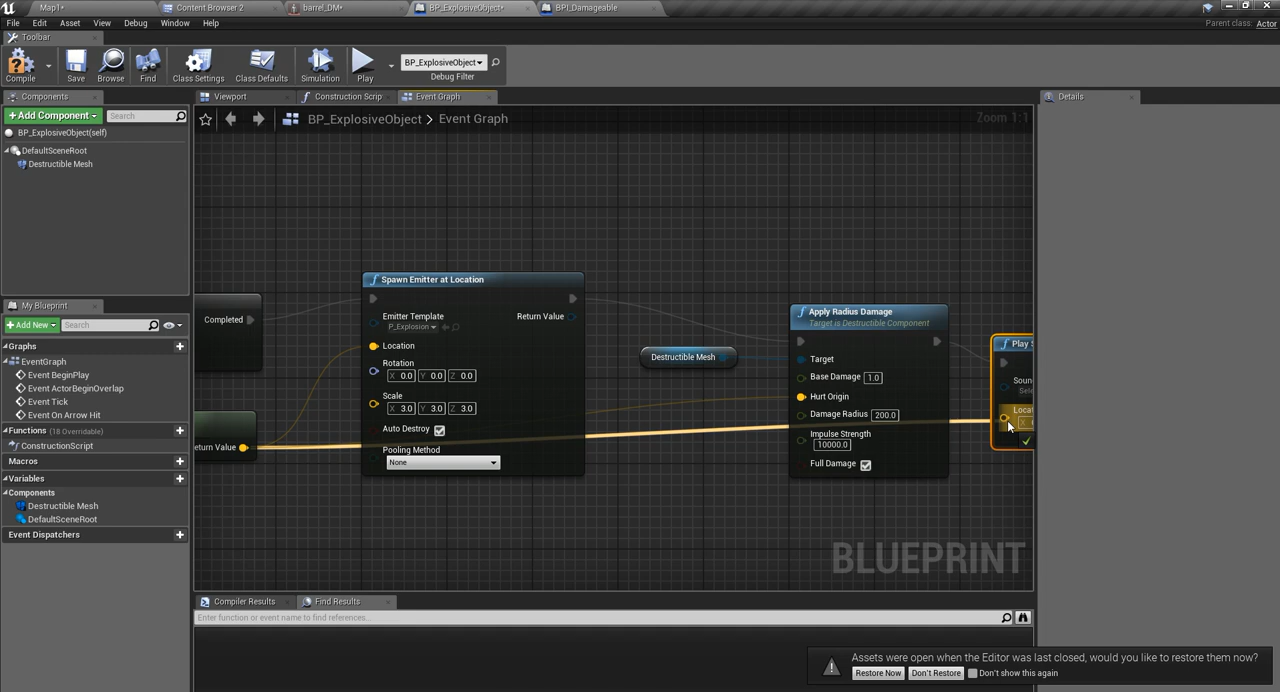 Map1*
Content Browser 2
barrel_DM*
BP_ExplosiveObject*
BPI_Damageable
File
Edit
Asset
View
Debug
Window
Help
Parent class: Actor
Toolbar
Compile
Save
Browse
Find
Class Settings
Class Defaults
Simulation
Play
BP_ExplosiveObject
Debug Filter
Components
+Add Component
Search
BP_ExplosiveObject(self)
DefaultSceneRoot
Destructible Mesh
Viewport
Construction Scrip
Event Graph
Details
BP_ExplosiveObject > Event Graph
Zoom 1:1
Completed
eturn Value
Spawn Emitter at Location
Emitter Template
P_Explosion
Return Value
Location
Rotation
X 0.0 Y 0.0 Z 0.0
Scale
X 3.0 Y 3.0 Z 3.0
Auto Destroy
Pooling Method
None
Destructible Mesh
Apply Radius Damage
Target is Destructible Component
Target
Base Damage 1.0
Hurt Origin
Damage Radius 200.0
Impulse Strength
10000.0
Full Damage
Play S
Soun
Sele
Locat
X
BLUEPRINT
My Blueprint
+Add New
Search
Graphs
EventGraph
Event BeginPlay
Event ActorBeginOverlap
Event Tick
Event On Arrow Hit
Functions (18 Overridable)
ConstructionScript
Macros
Variables
Components
Destructible Mesh
DefaultSceneRoot
Event Dispatchers
Compiler Results
Find Results
Enter function or event name to find references...
Assets were open when the Editor was last closed, would you like to restore them now?
Restore Now
Don't Restore
Don't show this again